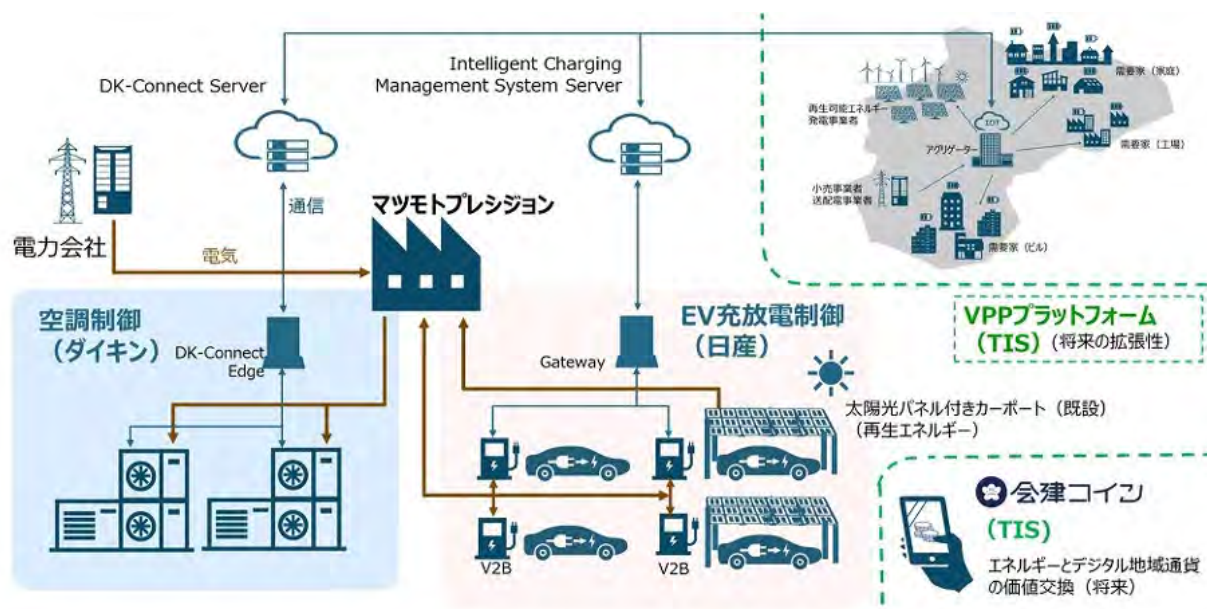 DK-Connect Server
Intelligent Charging
Management System Server
電力会社
通信
電気
マツモトプレシジョン
再生可能エネルギー
発電事業者
IOT
アグリゲーター
小売事業者
送配電事業者
需要家（家庭）
需要家（工場）
需要家（ビル）
空調制御
（ダイキン）
DK-Connect
Edge
EV充放電制御
（日産）
Gateway
V2B
V2B
太陽光パネル付きカーポート（既設）
（再生エネルギー）
VPPプラットフォーム
（TIS）（将来の拡張性）
会津コイン
（TIS）
エネルギーとデジタル地域通貨
の価値交換（将来）